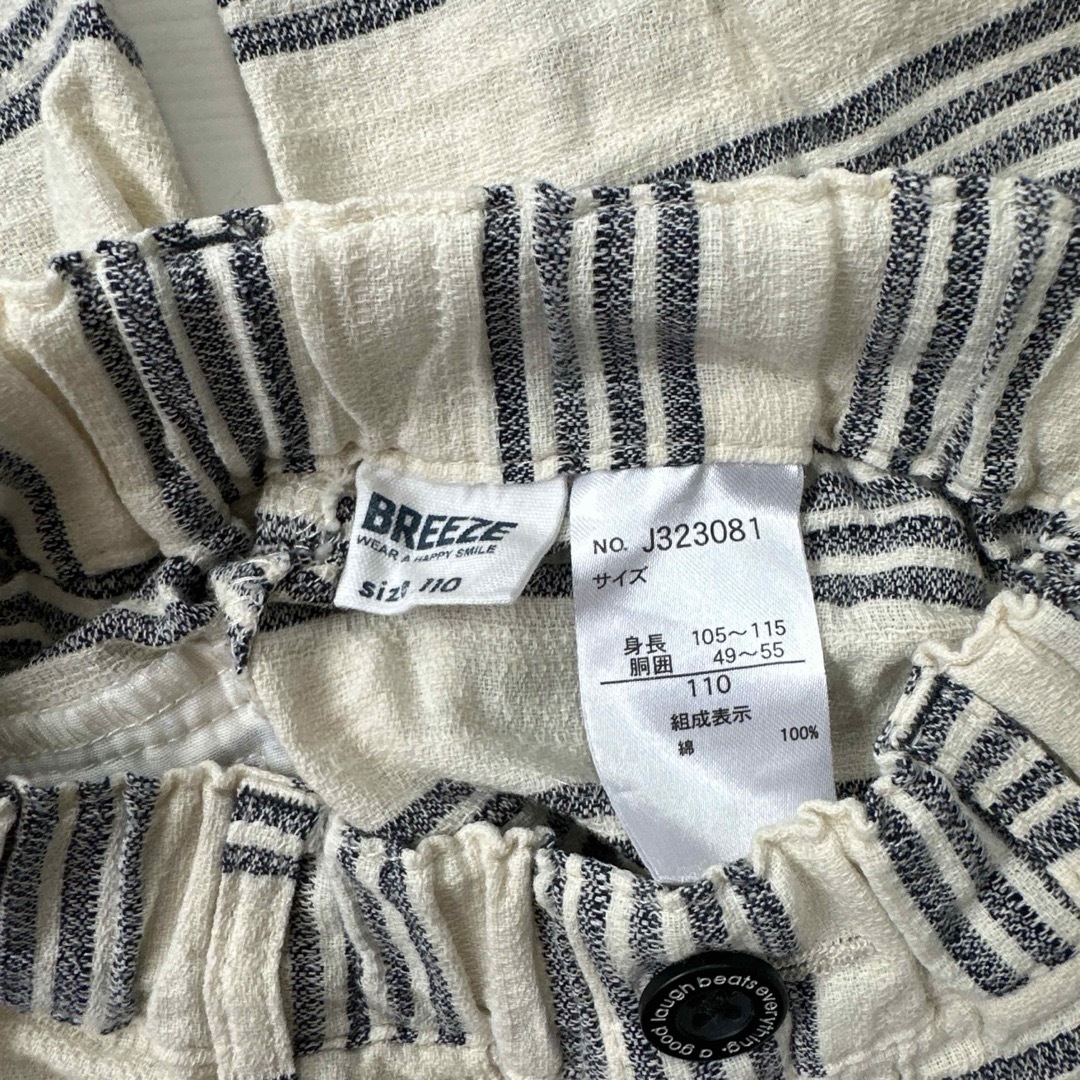 BREEZE
WEAR A HAPPY SMILE
size 110
NO. J323081
サイズ
身長 105～115
胴囲 49～55
110
組成表示
綿 100%
a good laugh beats everything.